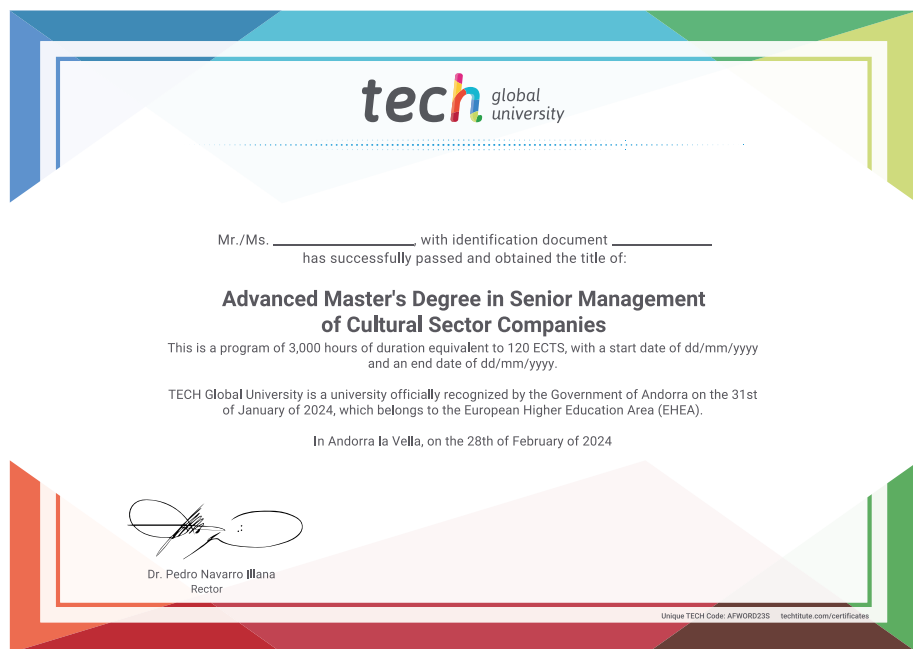 tech global
university
Mr./Ms. ____________, with identification document ____________
has successfully passed and obtained the title of:
Advanced Master's Degree in Senior Management
of Cultural Sector Companies
This is a program of 3,000 hours of duration equivalent to 120 ECTS, with a start date of dd/mm/yyyy
and an end date of dd/mm/yyyy.
TECH Global University is a university officially recognized by the Government of Andorra on the 31st
of January of 2024, which belongs to the European Higher Education Area (EHEA).
In Andorra la Vella, on the 28th of February of 2024
Dr. Pedro Navarro Illana
Rector
Unique TECH Code: AFWORD23S techtitute.com/certificates